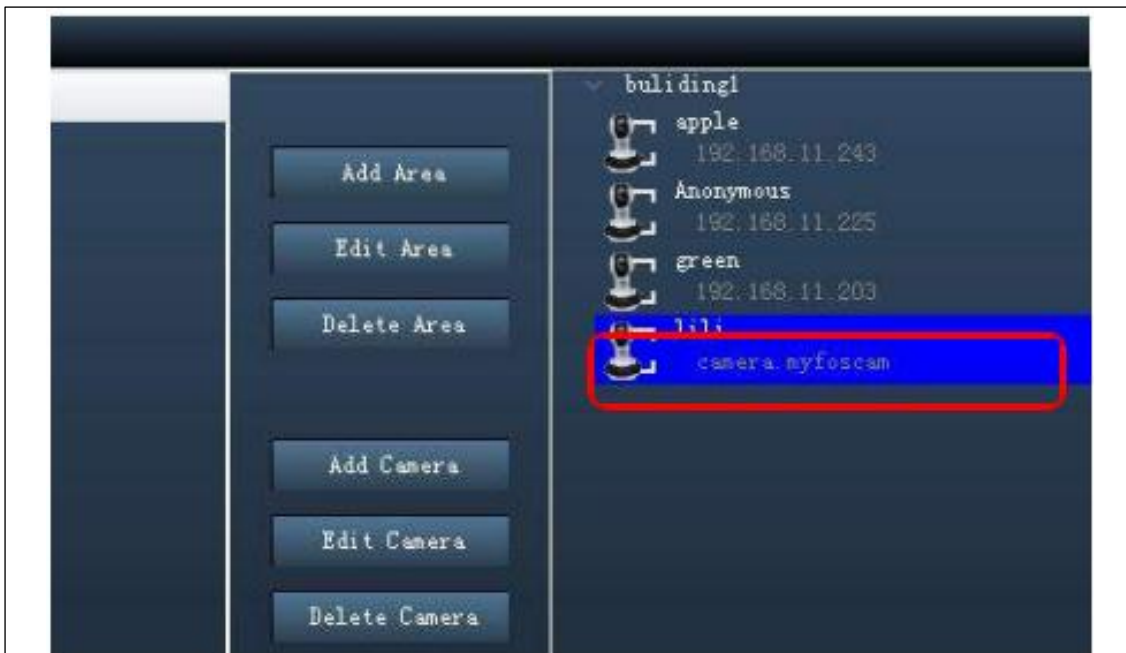 Add Area
Edit Area
Delete Area
Add Camera
Edit Camera
Delete Camera
buliding1
apple
192.168.11.243
Anonymous
192.168.11.225
green
192.168.11.203
lili
camera.myfoscam